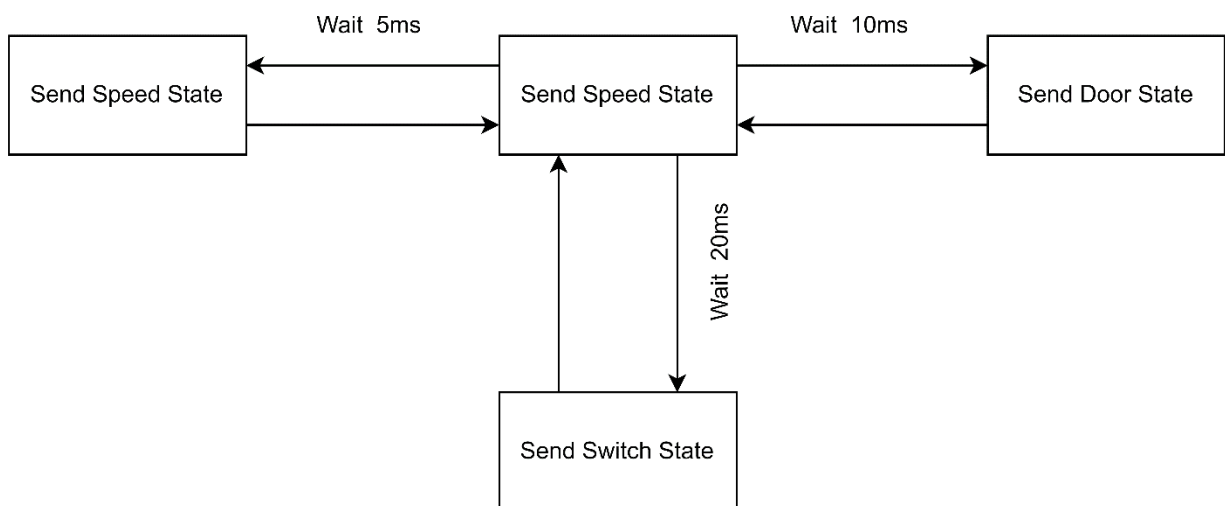 Wait 5ms
Wait 10ms
Send Speed State
Send Speed State
Send Door State
Wait 20ms
Send Switch State